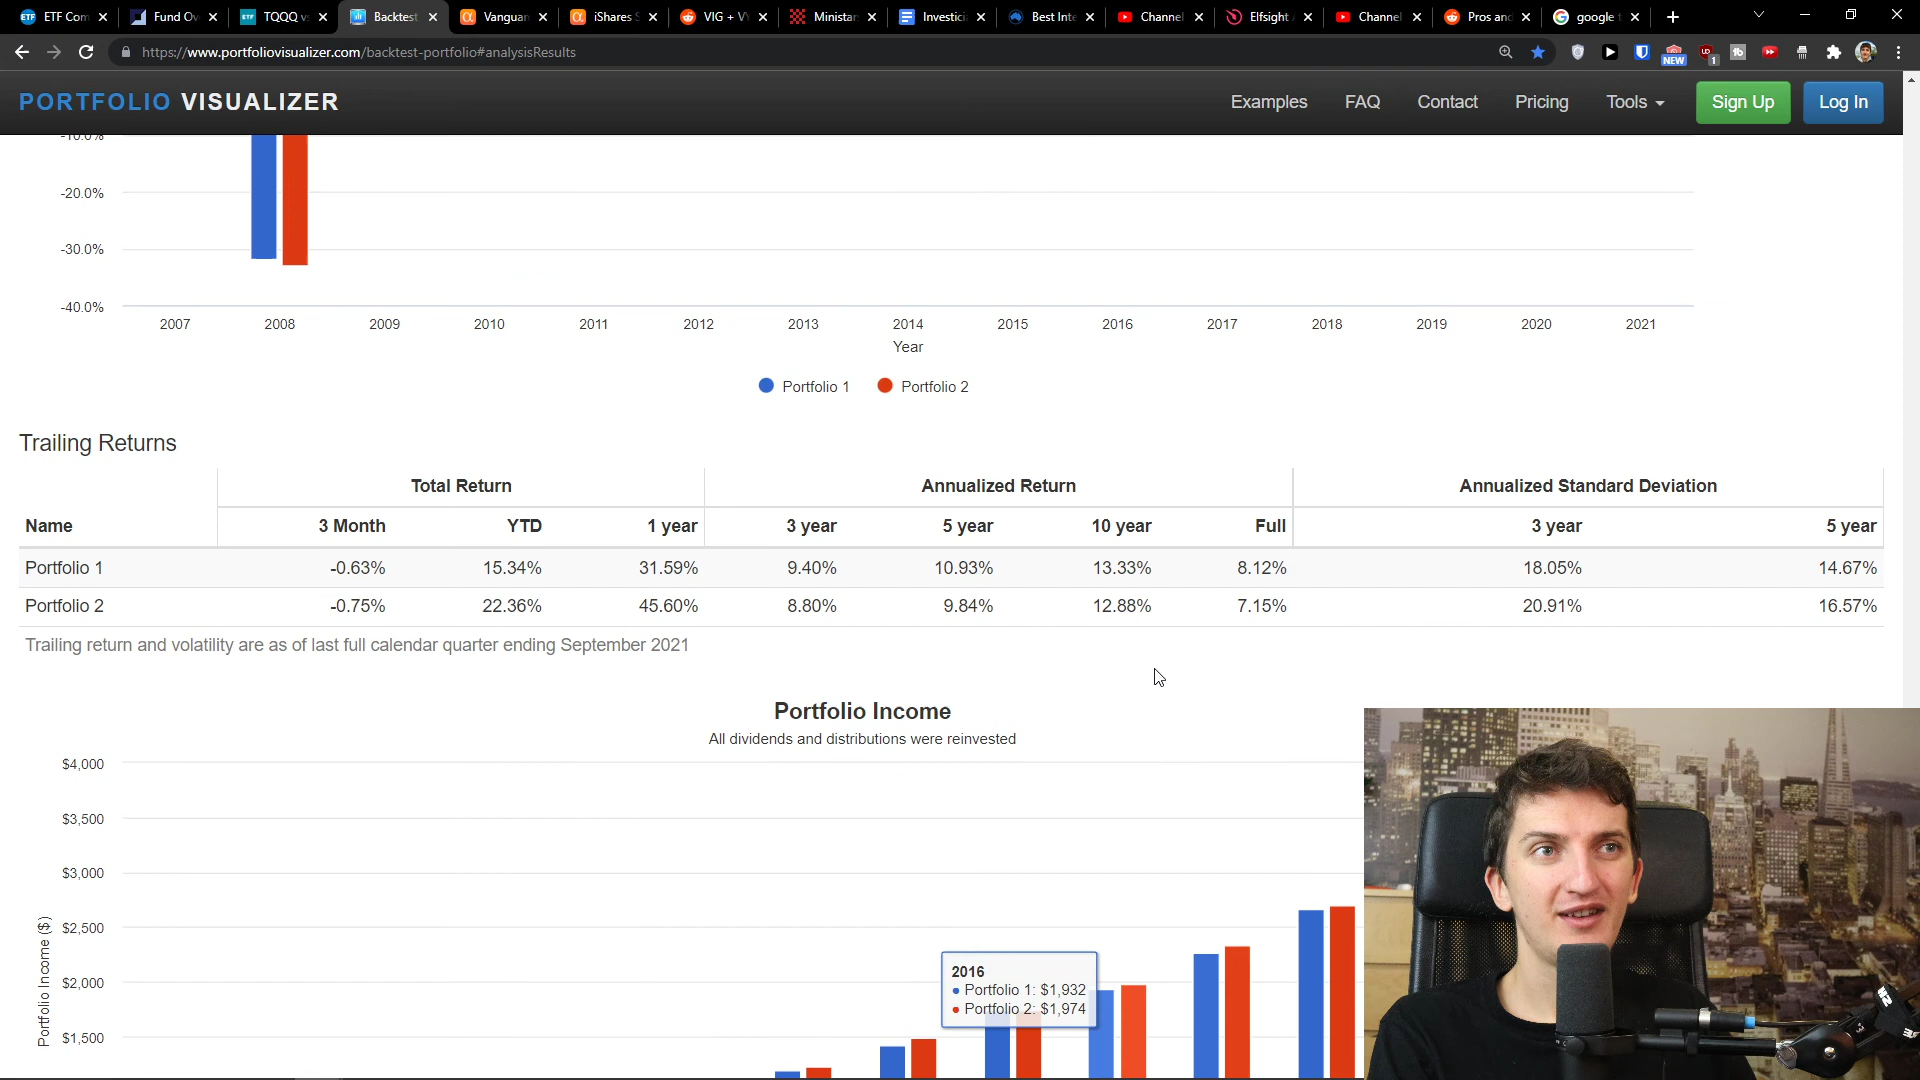 ETF Com
Fund Ov
TQQQ vs
Backtest
Vanguar
iShares S
VIG + VY
Ministar
Investici
Best Inte
Channel
Elfsight
Channel
Pros and
google t
https://www.portfoliovisualizer.com/backtest-portfolio#analysisResults
NEW
1
PORTFOLIO VISUALIZER
Examples
FAQ
Contact
Pricing
Tools
Sign Up
Log In
-10.0%
-20.0%
-30.0%
-40.0%
2007 2008 2009 2010 2011 2012 2013 2014 2015 2016 2017 2018 2019 2020 2021
Year
Portfolio 1 Portfolio 2
Trailing Returns
Total Return Annualized Return Annualized Standard Deviation
Name 3 Month YTD 1 year 3 year 5 year 10 year Full 3 year 5 year
Portfolio 1 -0.63% 15.34% 31.59% 9.40% 10.93% 13.33% 8.12% 18.05% 14.67%
Portfolio 2 -0.75% 22.36% 45.60% 8.80% 9.84% 12.88% 7.15% 20.91% 16.57%
Trailing return and volatility are as of last full calendar quarter ending September 2021
Portfolio Income
All dividends and distributions were reinvested
$4,000
$3,500
$3,000
$2,500
$2,000
$1,500
Portfolio Income ($)
2016
Portfolio 1: $1,932
Portfolio 2: $1,974